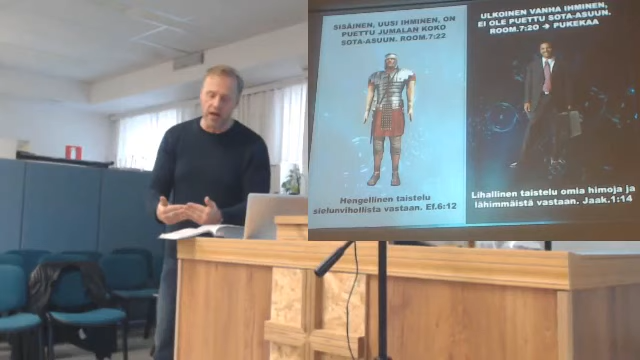 SISÄINEN, UUSI IHMINEN, ON
PUETTU JUMALAN KOKO
SOTA-ASUUN. ROOM.7:22
Hengellinen taistelu
sielunvihollista vastaan. Ef.6:12
ULKOINEN VANHA IHMINEN,
EI OLE PUETTU SOTA-ASUUN.
ROOM.7:20 → PUKEKAA
Lihallinen taistelu omia himoja ja
lähimmäistä vastaan. Jaak.1:14